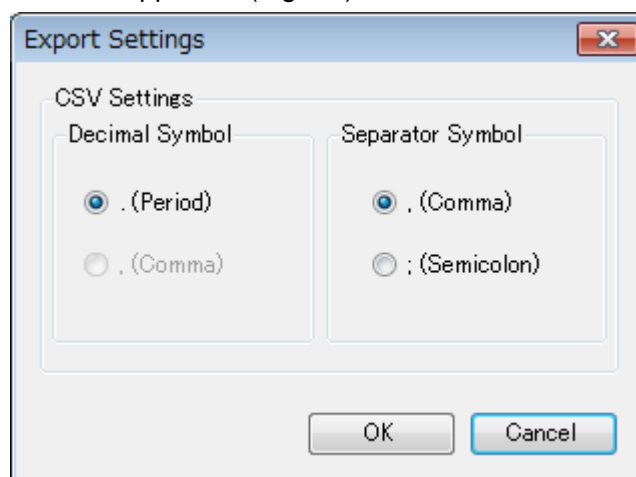 Export Settings
CSV Settings
Decimal Symbol
. (Period)
, (Comma)
Separator Symbol
, (Comma)
; (Semicolon)
OK
Cancel